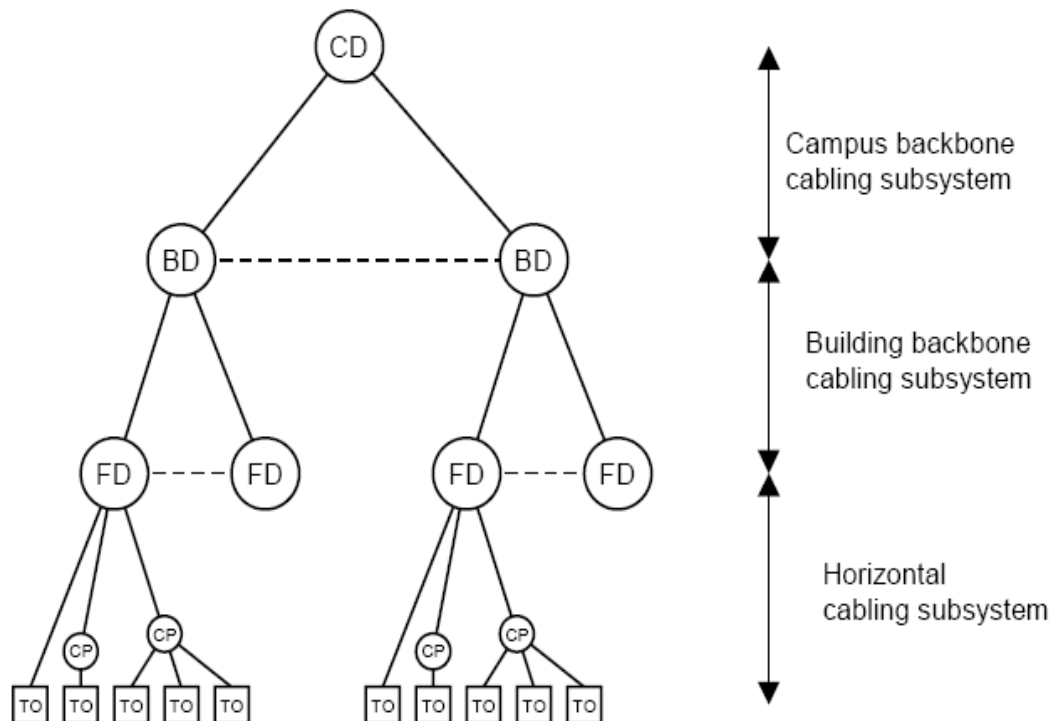 CD
Campus backbone
cabling subsystem
BD
BD
Building backbone
cabling subsystem
FD
FD
FD
FD
Horizontal
cabling subsystem
CP
CP
CP
CP
TO
TO
TO
TO
TO
TO
TO
TO
TO
TO